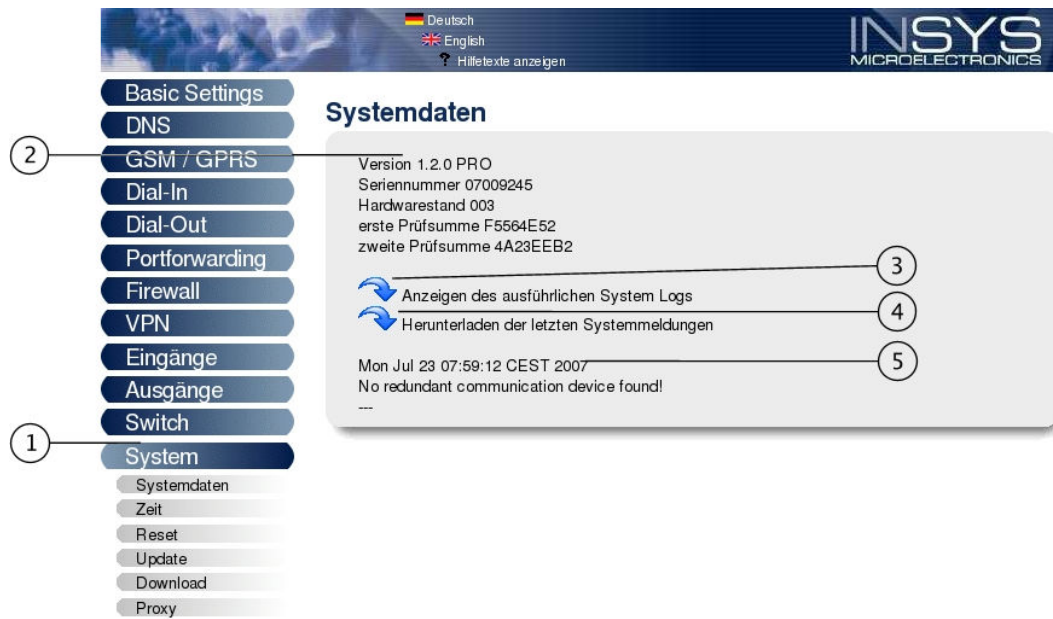 Deutsch
English
? Hilfetexte anzeigen
INSYS
MICROELECTRONICS
Basic Settings
DNS
GSM / GPRS
Dial-In
Dial-Out
Portforwarding
Firewall
VPN
Eingänge
Ausgänge
Switch
System
Systemdaten
Zeit
Reset
Update
Download
Proxy
1
2
Systemdaten
Version 1.2.0 PRO
Seriennummer 07009245
Hardwarestand 003
erste Prüfsumme F5564E52
zweite Prüfsumme 4A23EEB2
Anzeigen des ausführlichen System Logs
Herunterladen der letzten Systemmeldungen
Mon Jul 23 07:59:12 CEST 2007
No redundant communication device found!
---
3
4
5